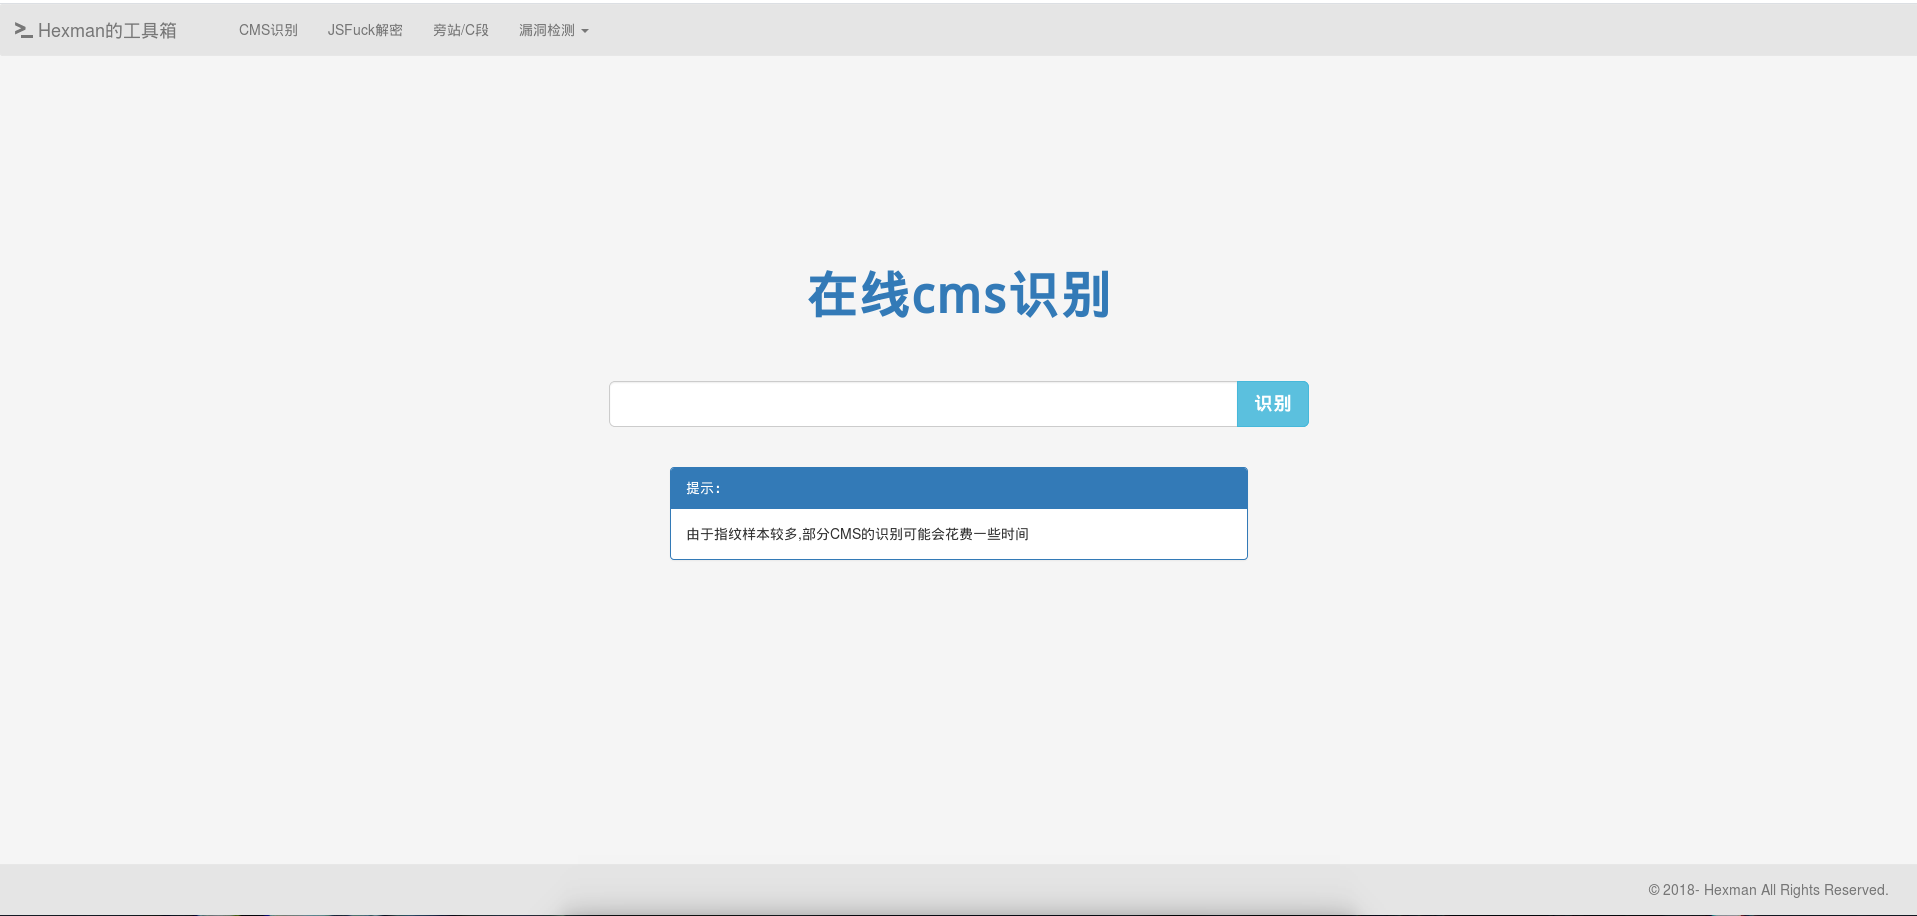 Hexman的工具箱 CMS识别 JSFuck解密 旁站/C段 漏洞检测
在线cms识别
识别
提示:
由于指纹样本较多,部分CMS的识别可能会花费一些时间
© 2018- Hexman All Rights Reserved.